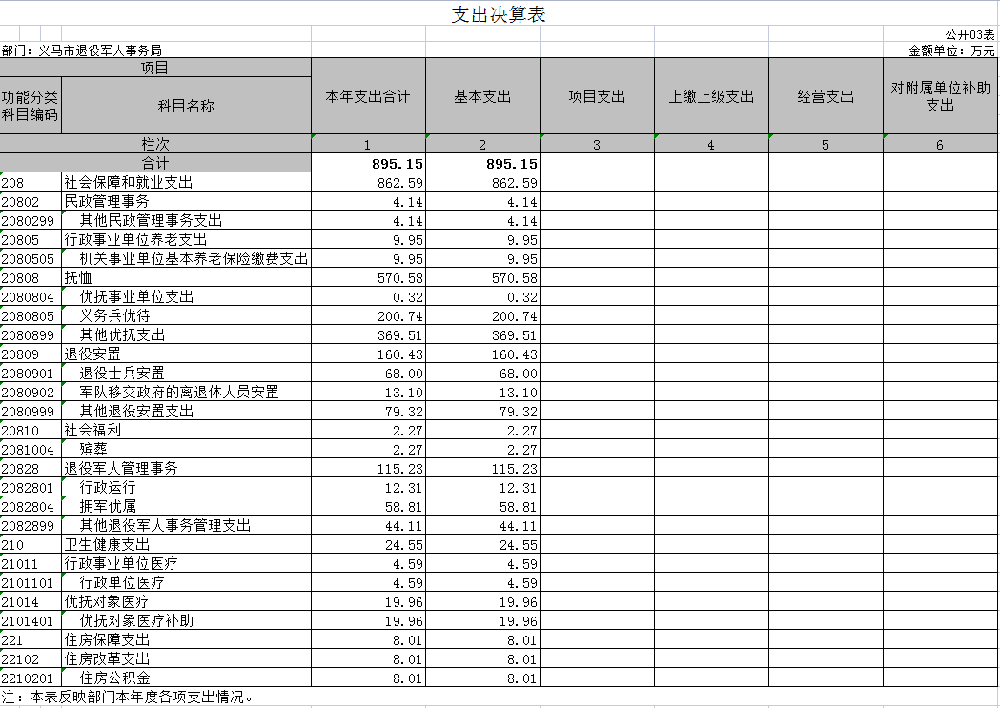 支出决算表
公开03表
部门：义马市退役军人事务局 金额单位：万元
项目 本年支出合计 基本支出 项目支出 上缴上级支出 经营支出 对附属单位补助支出
功能分类科目编码 科目名称
栏次 1 2 3 4 5 6
合计 895.15 895.15
208 社会保障和就业支出 862.59 862.59
20802 民政管理事务 4.14 4.14
2080299 其他民政管理事务支出 4.14 4.14
20805 行政事业单位养老支出 9.95 9.95
2080505 机关事业单位基本养老保险缴费支出 9.95 9.95
20808 抚恤 570.58 570.58
2080804 优抚事业单位支出 0.32 0.32
2080805 义务兵优待 200.74 200.74
2080899 其他优抚支出 369.51 369.51
20809 退役安置 160.43 160.43
2080901 退役士兵安置 68.00 68.00
2080902 军队移交政府的离退休人员安置 13.10 13.10
2080999 其他退役安置支出 79.32 79.32
20810 社会福利 2.27 2.27
2081004 殡葬 2.27 2.27
20828 退役军人管理事务 115.23 115.23
2082801 行政运行 12.31 12.31
2082804 拥军优属 58.81 58.81
2082899 其他退役军人事务管理支出 44.11 44.11
210 卫生健康支出 24.55 24.55
21011 行政事业单位医疗 4.59 4.59
2101101 行政单位医疗 4.59 4.59
21014 优抚对象医疗 19.96 19.96
2101401 优抚对象医疗补助 19.96 19.96
221 住房保障支出 8.01 8.01
22102 住房改革支出 8.01 8.01
2210201 住房公积金 8.01 8.01
注：本表反映部门本年度各项支出情况。